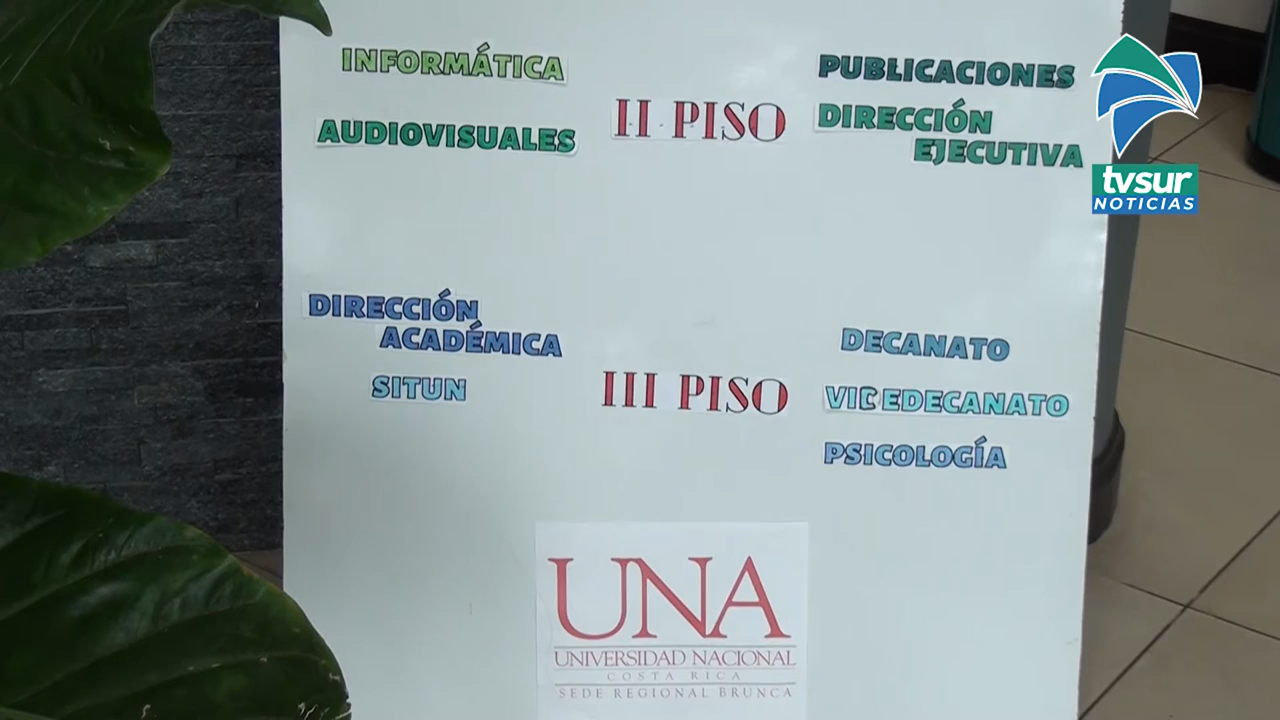 INFORMÁTICA
AUDIOVISUALES
II PISO
PUBLICACIONES
DIRECCIÓN
EJECUTIVA
tvsur
NOTICIAS
DIRECCIÓN
ACADÉMICA
SITUN
III PISO
DECANATO
VICEDECANATO
PSICOLOGÍA
UNA
UNIVERSIDAD NACIONAL
COSTA RICA
SEDE REGIONAL BRUNCA